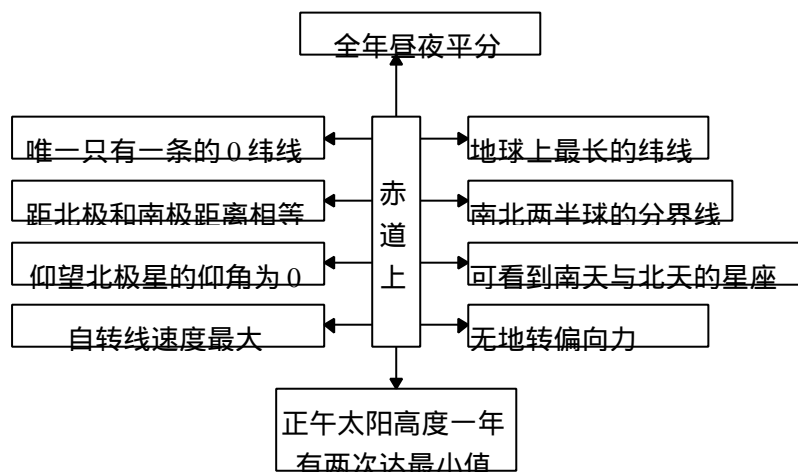 全年昼夜平分
唯一只有一条的0纬线
地球上最长的纬线
距北极和南极距离相等
赤道上
南北两半球的分界线
仰望北极星的仰角为0
可看到南天与北天的星座
自转线速度最大
无地转偏向力
正午太阳高度一年
有两次达最小值